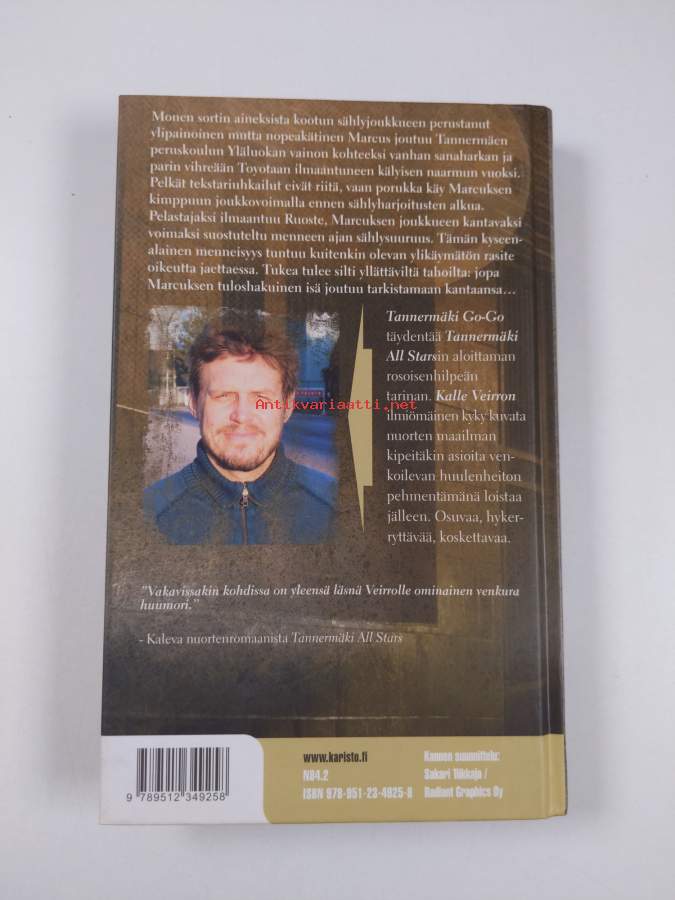 Monen sortin aineksista kootun sählyjoukkueen perustanut
ylipainoinen mutta nopeakätinen Marcus joutuu Tannermäen
peruskoulun Yläluokan vainon kohteeksi vanhan sanaharkan ja
parin vihreään Toyotaan ilmaantuneen kälyisen naarmun vuoksi.
Pelkät tekstariuhkailut eivät riitä, vaan porukka käy Marcuksen
kimppuun joukkovoimalla ennen sählyharjoitusten alkua.
Pelastajaksi ilmaantuu Ruoste, Marcuksen joukkueen kantavaksi
voimaksi suostuteltu menneen ajan sählysuuruus. Tämän kyseen-
alainen menneisyys tuntuu kuitenkin olevan ylikäymätön rasite
oikeutta jaettaessa. Tukea tulee silti yllättäviltä tahoilta: jopa
Marcuksen tuloshakuinen isä joutuu tarkistamaan kantaansa…
Tannermäki Go-Go
täydentää Tannermäki
All Starsin aloittaman
rosoisenhilpeän
tarinan. Kalle Veirron
ilmiömäinen kyky kuvata
nuorten maailman
kipeitäkin asioita ven-
koilevan huulenheiton
pehmentämänä loistaa
jälleen. Osuvaa, hyker-
ryttävää, koskettavaa.
Antikvariaatti.net
"Vakavissakin kohdissa on yleensä läsnä Veirrolle ominainen venkura
huumori."
- Kaleva nuortenromaanista Tannermäki All Stars
www.karisto.fi
N84.2
ISBN 978-951-23-4925-8
Kannen suunnittelu:
Sakari Tiikkaja /
Radiant Graphics Oy
9 789512 349258